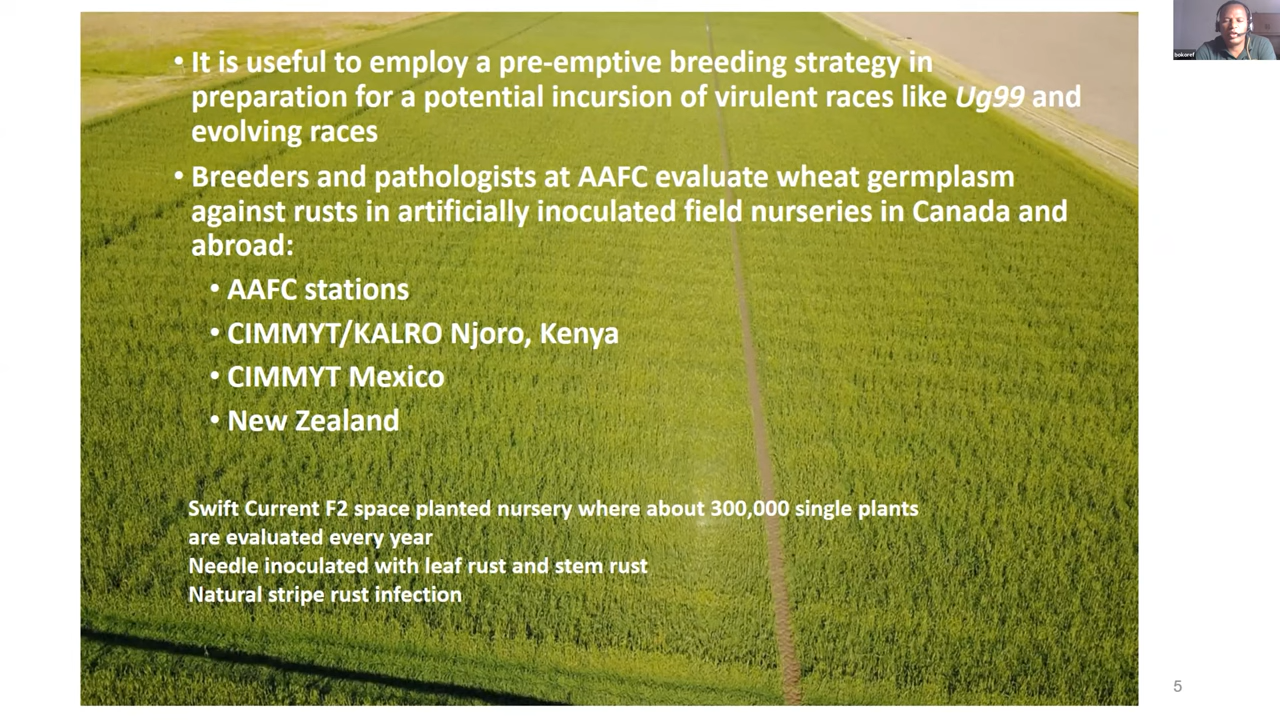 • It is useful to employ a pre-emptive breeding strategy in
preparation for a potential incursion of virulent races like Ug99 and
evolving races
• Breeders and pathologists at AAFC evaluate wheat germplasm
against rusts in artificially inoculated field nurseries in Canada and
abroad:
• AAFC stations
• CIMMYT/KALRO Njoro, Kenya
• CIMMYT Mexico
• New Zealand
Swift Current F2 space planted nursery where about 300,000 single plants
are evaluated every year
Needle inoculated with leaf rust and stem rust
Natural stripe rust infection
bokoref
5